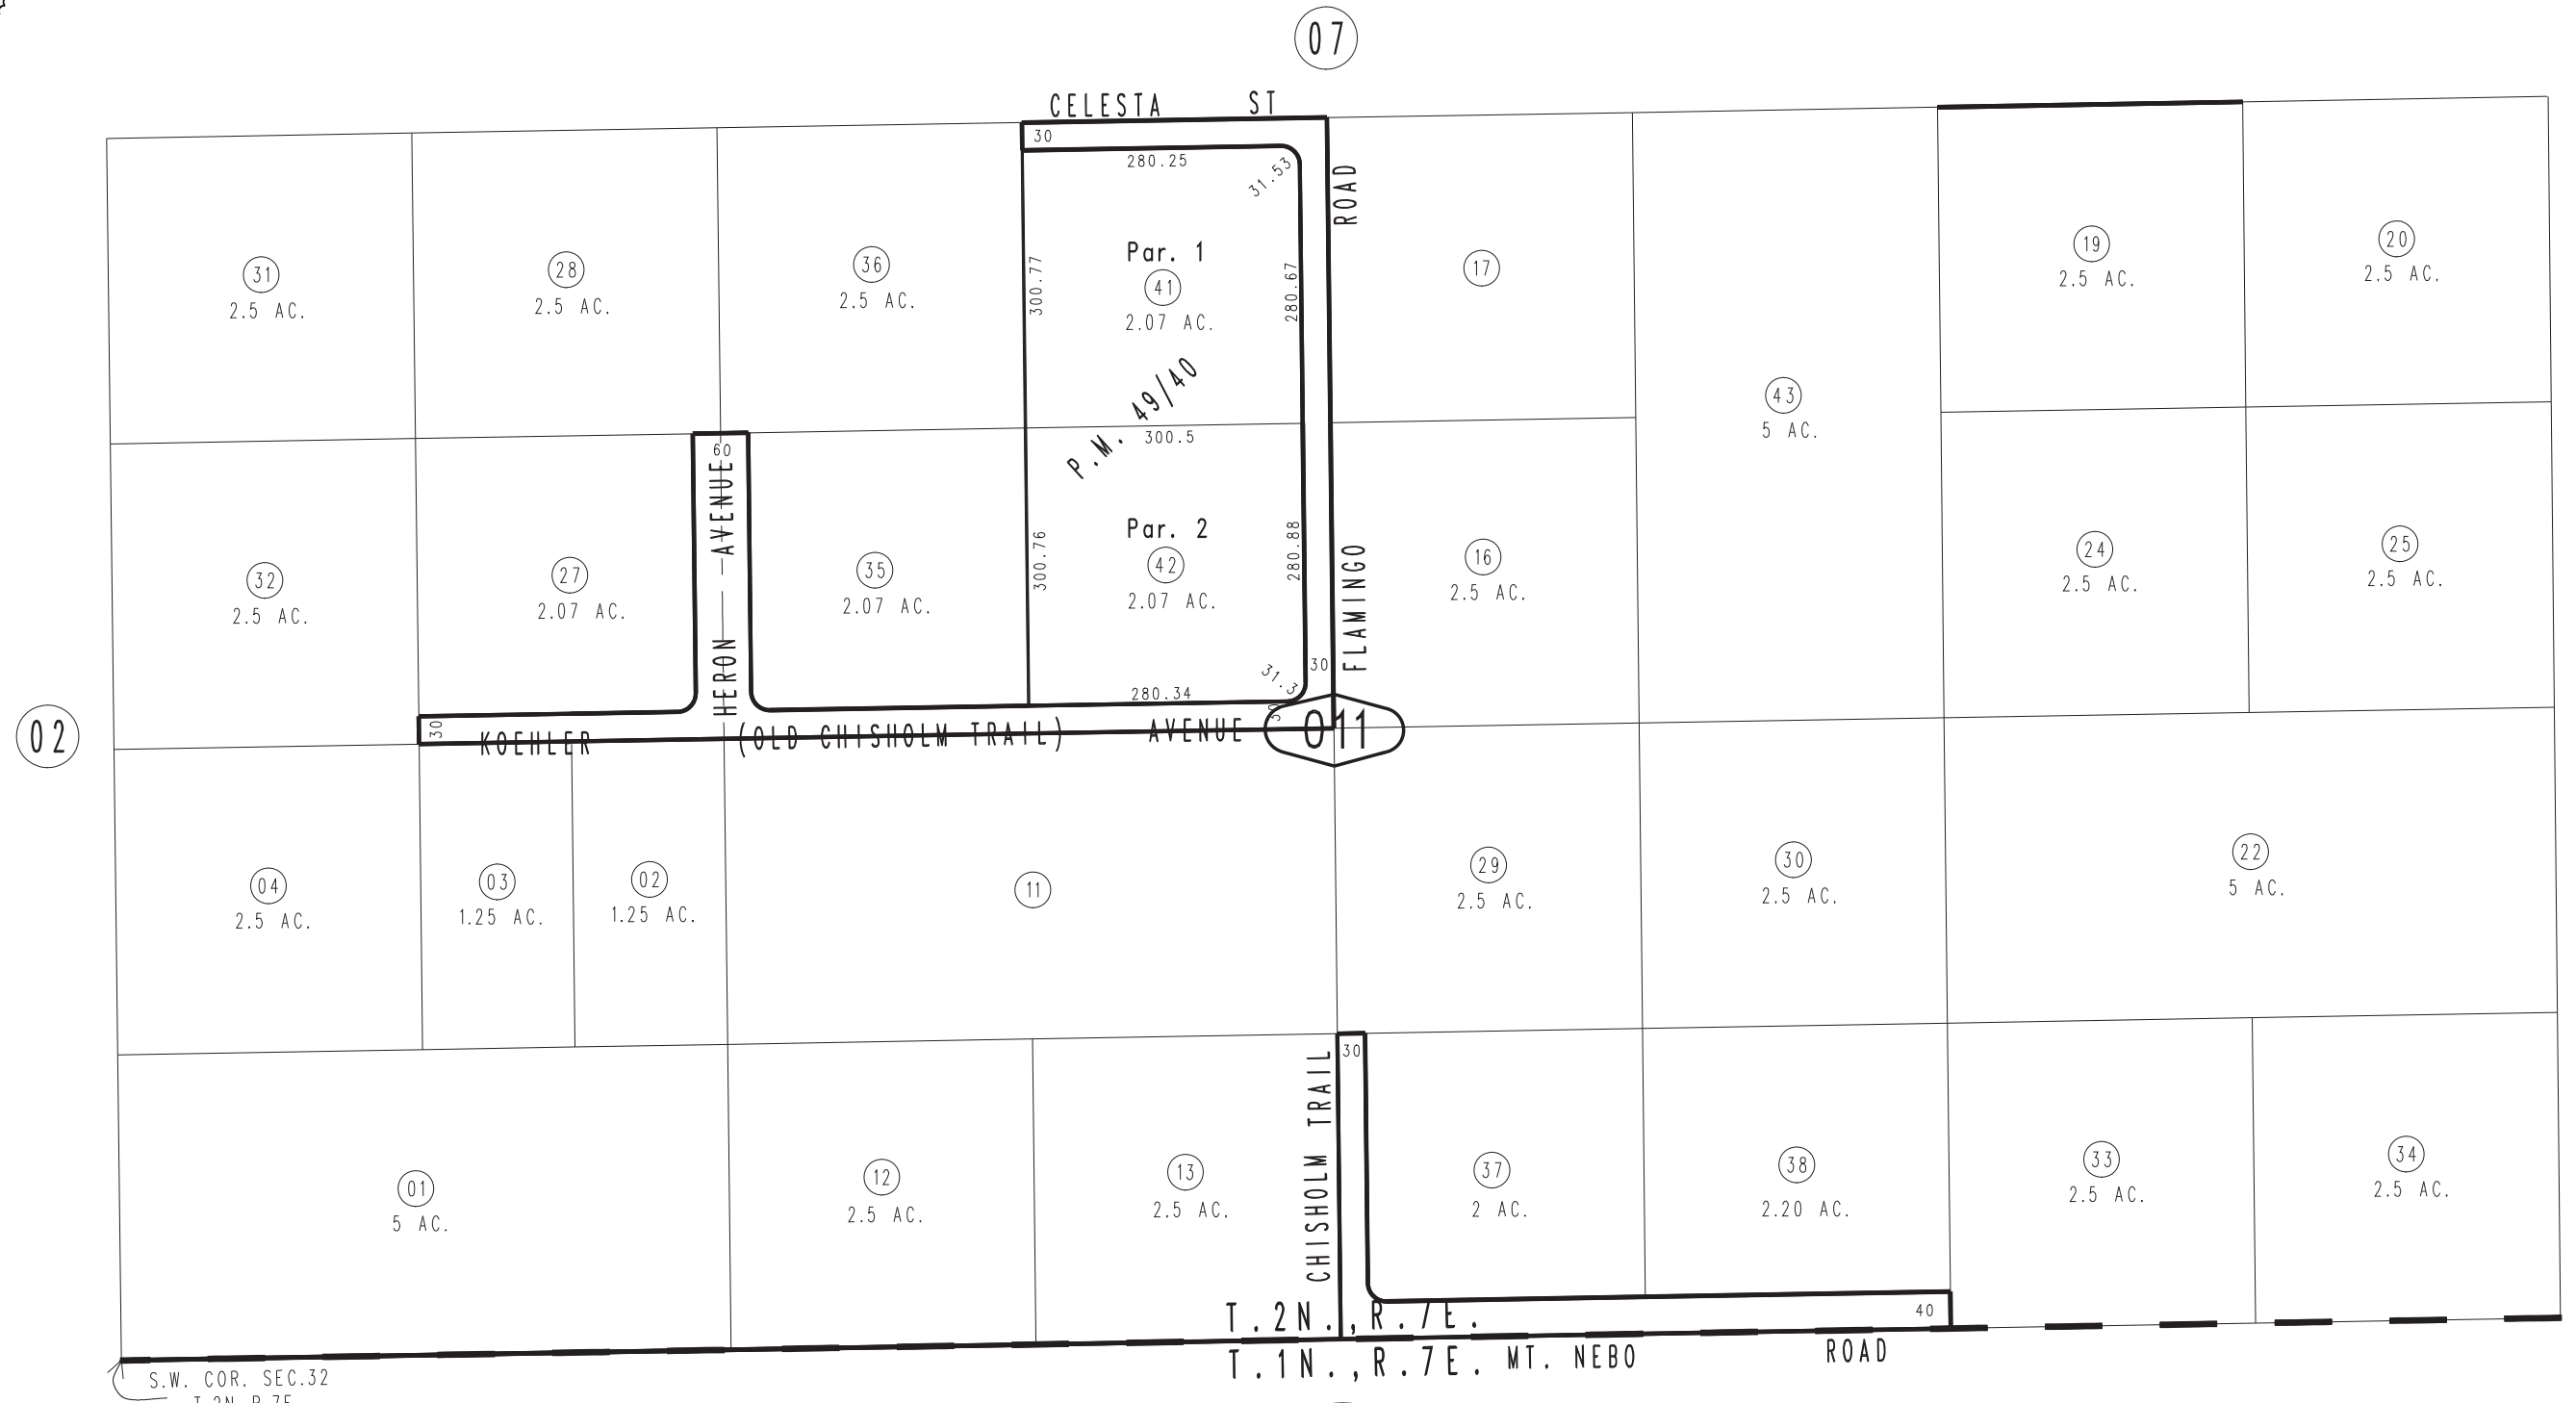 07
CELESTA ST
30
280.25
31.53
ROAD
31
2.5 AC.
28
2.5 AC.
36
2.5 AC.
300.77
Par. 1
41
2.07 AC.
280.67
17
19
2.5 AC.
20
2.5 AC.
P.M. 49/40
43
5 AC.
60
300.5
HERON AVENUE
32
2.5 AC.
27
2.07 AC.
35
2.07 AC.
300.76
Par. 2
42
2.07 AC.
280.88
FLAMINGO
16
2.5 AC.
24
2.5 AC.
25
2.5 AC.
30
31.3
280.34
02
30
KOEHLER (OLD CHISHOLM TRAIL) AVENUE
30
011
04
2.5 AC.
03
1.25 AC.
02
1.25 AC.
11
29
2.5 AC.
30
2.5 AC.
22
5 AC.
30
CHISHOLM TRAIL
01
5 AC.
12
2.5 AC.
13
2.5 AC.
37
2 AC.
38
2.20 AC.
33
2.5 AC.
34
2.5 AC.
T.2N.,R.7E.
40
T.1N.,R.7E. MT. NEBO ROAD
S.W. COR. SEC.32
T.2N.R.7E